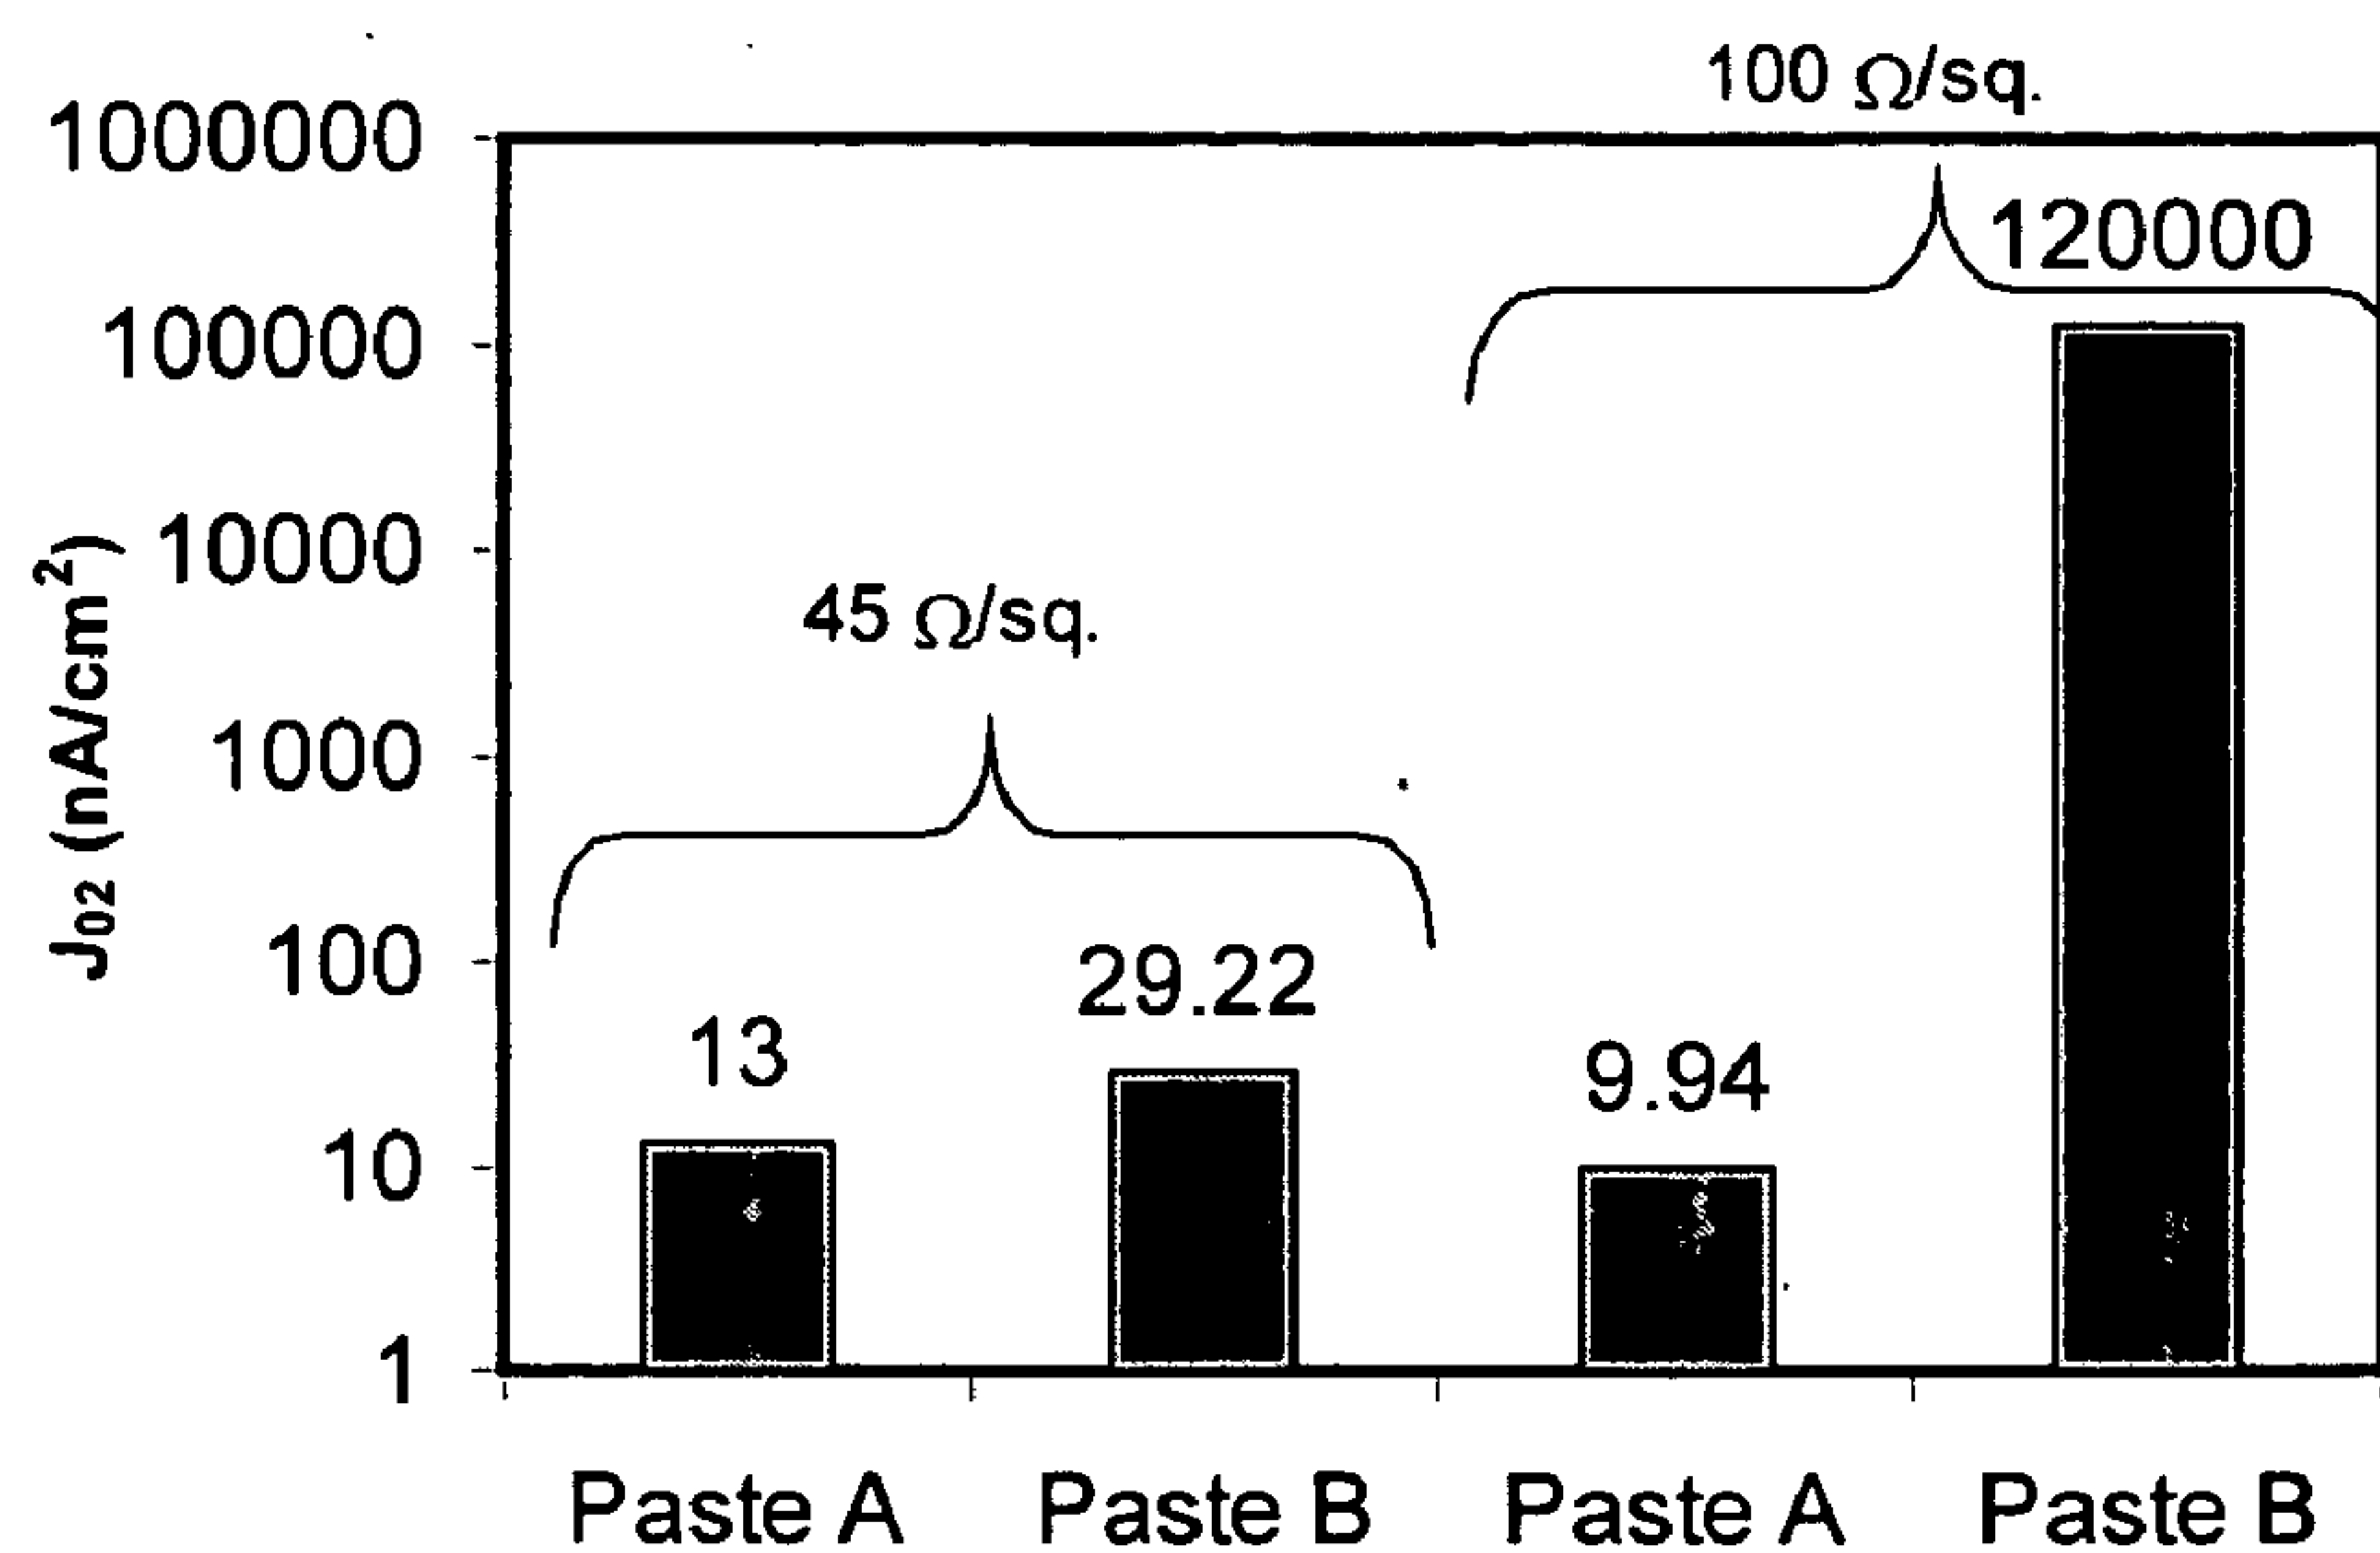 100 Ω/sq.
1000000
120000
100000
10000
45 Ω/sq.
1000
J02 (nA/cm²)
100
29.22
13
9.94
10
1
Paste A Paste B Paste A Paste B